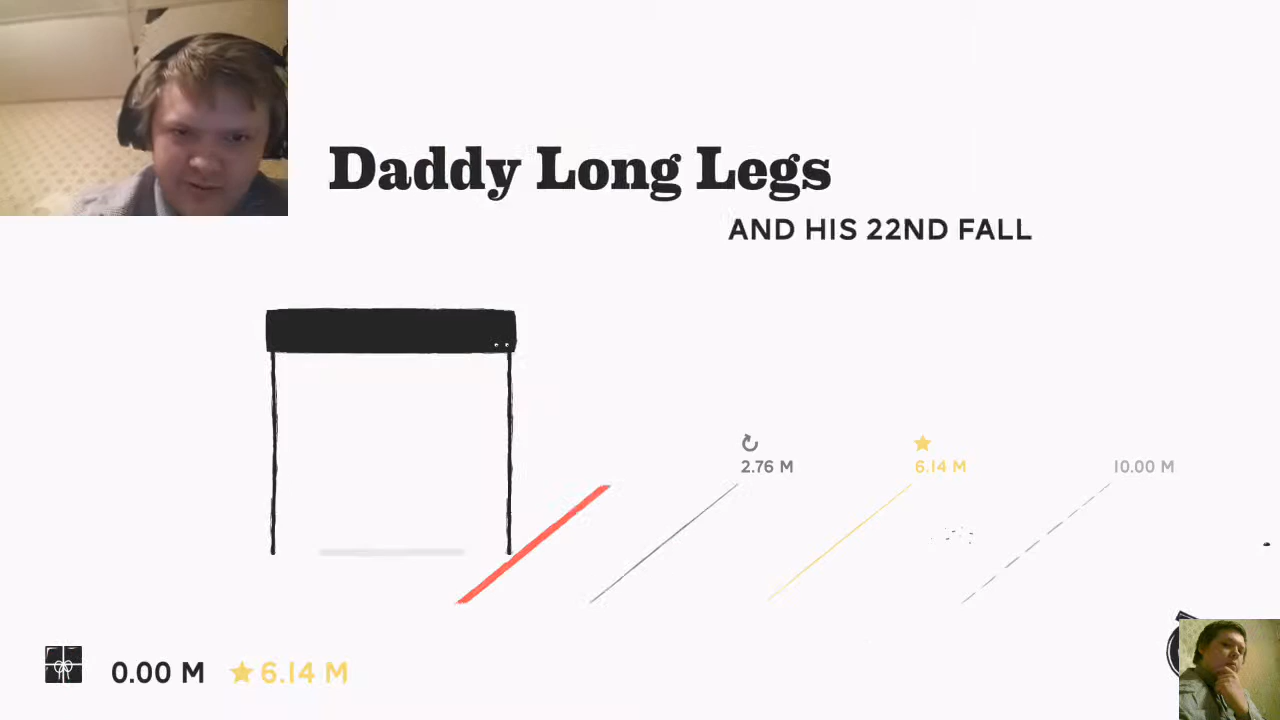 Daddy Long Legs
AND HIS 22ND FALL
2.76 M
6.14 M
10.00 M
0.00 M
6.14 M